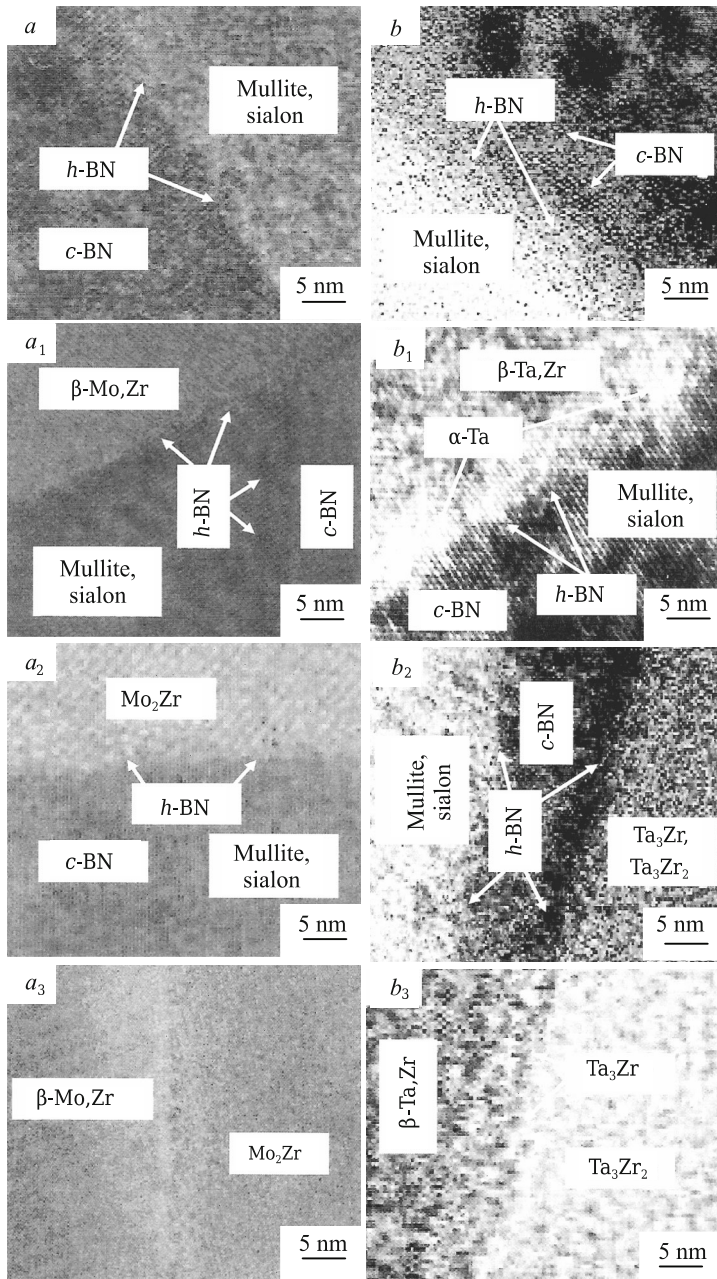 a
Mullite,
sialon
h-BN
c-BN
5 nm
b
h-BN
c-BN
Mullite,
sialon
5 nm
a₁
β-Mo,Zr
h-BN
c-BN
Mullite,
sialon
5 nm
b₁
β-Ta,Zr
α-Ta
Mullite,
sialon
c-BN
h-BN
5 nm
a₂
Mo₂Zr
h-BN
c-BN
Mullite,
sialon
5 nm
b₂
c-BN
Mullite,
sialon
h-BN
Ta₃Zr,
Ta₃Zr₂
5 nm
a₃
β-Mo,Zr
Mo₂Zr
5 nm
b₃
β-Ta,Zr
Ta₃Zr
Ta₃Zr₂
5 nm